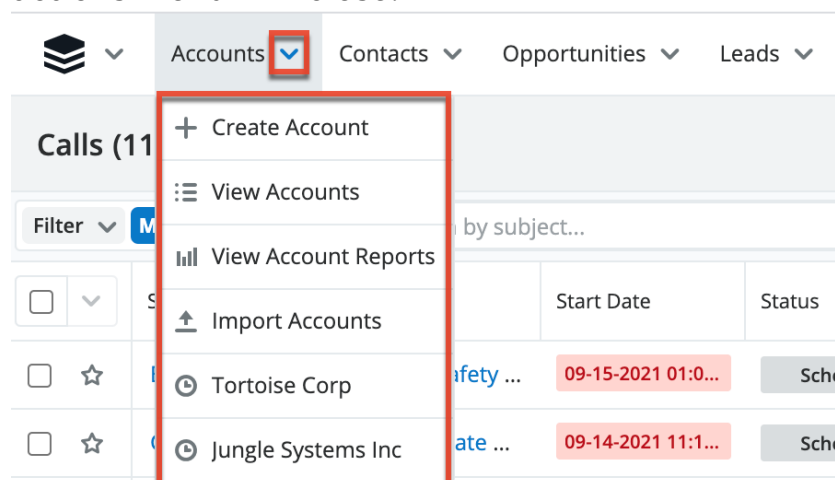 Accounts Contacts Opportunities Leads
Create Account
Calls (11
View Accounts
Filter M by subject...
View Account Reports
Start Date Status
Import Accounts
afety ... 09-15-2021 01:0... Sche
Tortoise Corp
ate ... 09-14-2021 11:1... Sche
Jungle Systems Inc